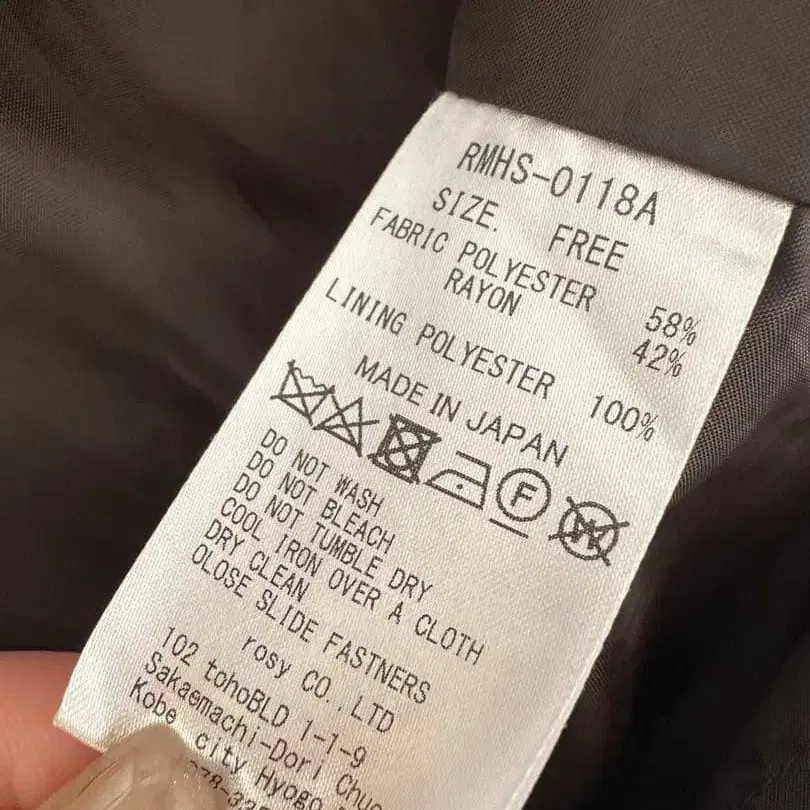 RMHS-0118A
SIZE. FREE
FABRIC POLYESTER 58%
RAYON 42%
LINING POLYESTER 100%
MADE IN JAPAN
F
W
DO NOT WASH
DO NOT BLEACH
DO NOT TUMBLE DRY
COOL IRON OVER A CLOTH
DRY CLEAN
OLOSE SLIDE FASTNERS
rosy CO.,LTD
102 tohoBLD 1-1-9
Sakaemachi-Dori Chuo
Kobe city Hyogo